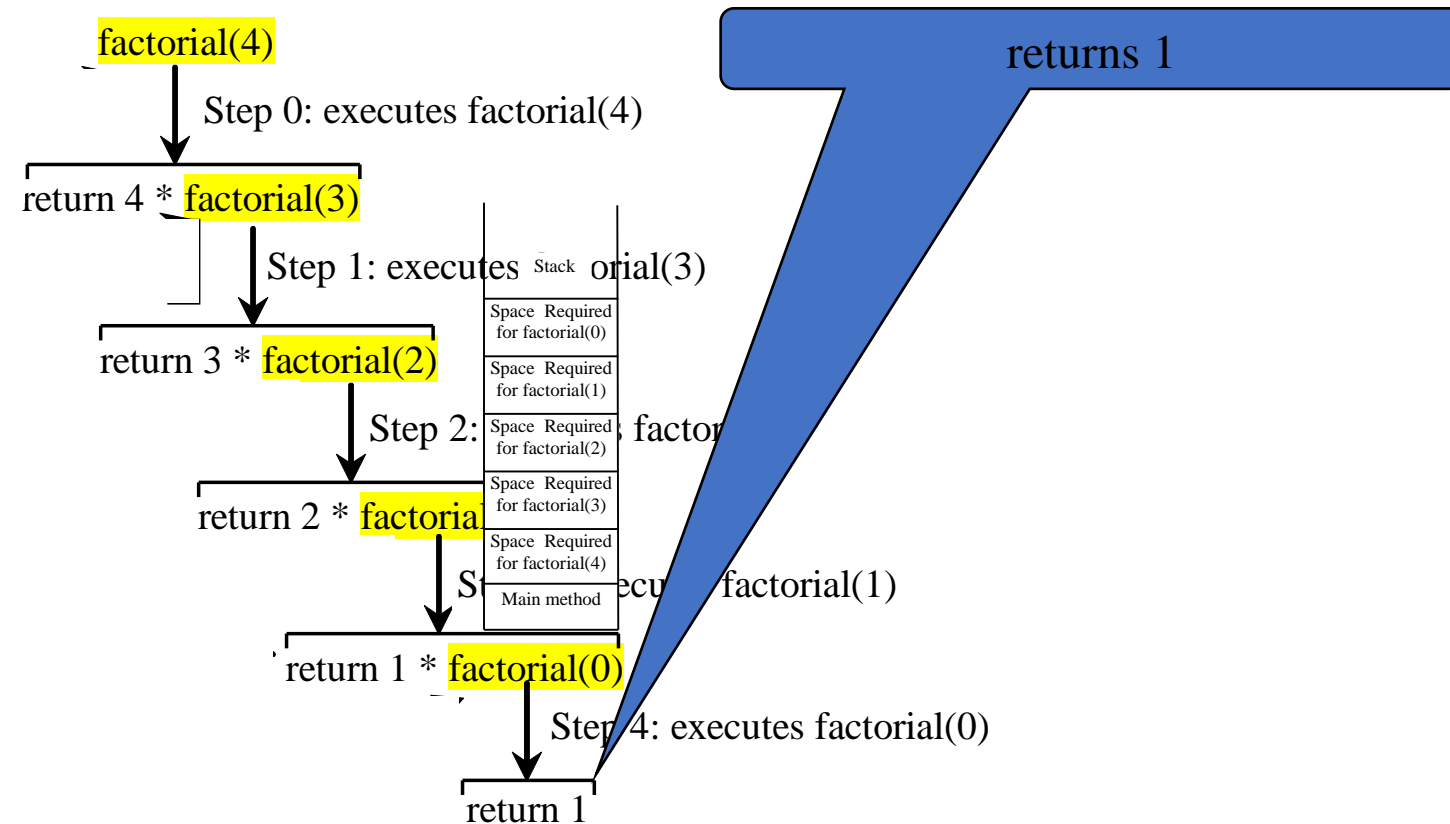 factorial(4)
returns 1
Step 0: executes factorial(4)
return 4 * factorial(3)
Step 1: executes
orial(3)
Stack
Space Required
for factorial(0)
return 3 * factorial(2)
Space Required
for factorial(1)
Step 2:
factor
Space Required
for factorial(2)
Space Required
for factorial(3)
return 2 * factorial
Space Required
for factorial(4)
factorial(1)
Main method
return 1 * factorial(0)
Step 4: executes factorial(0)
return 1